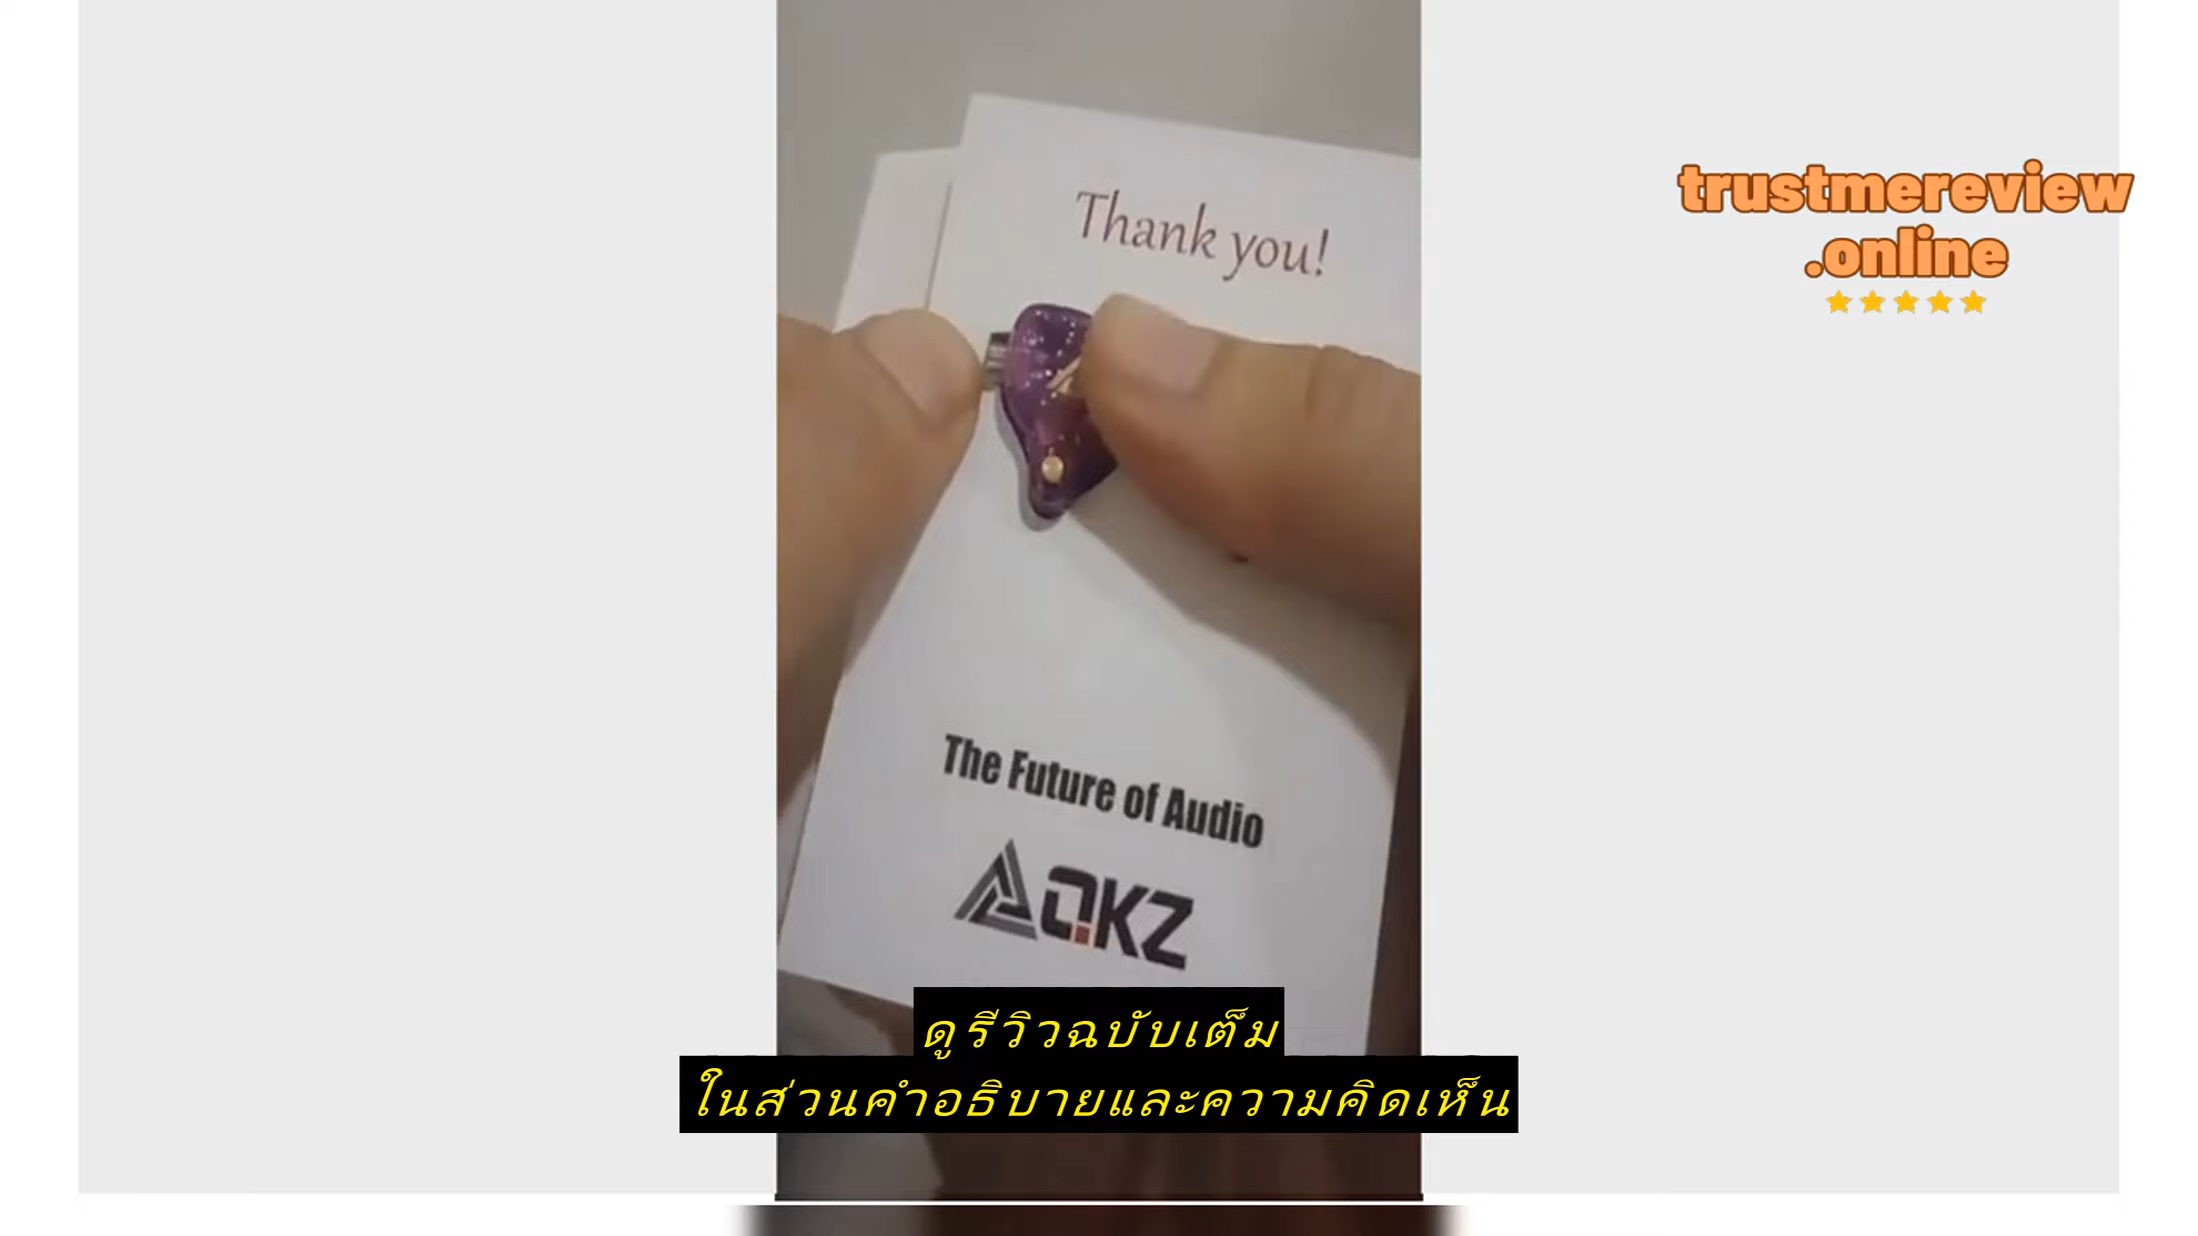 Thank you!
trustmereview
.online
The Future of Audio
QKZ
ดูรีวิวฉบับเต็ม
ในส่วนคำอธิบายและความคิดเห็น